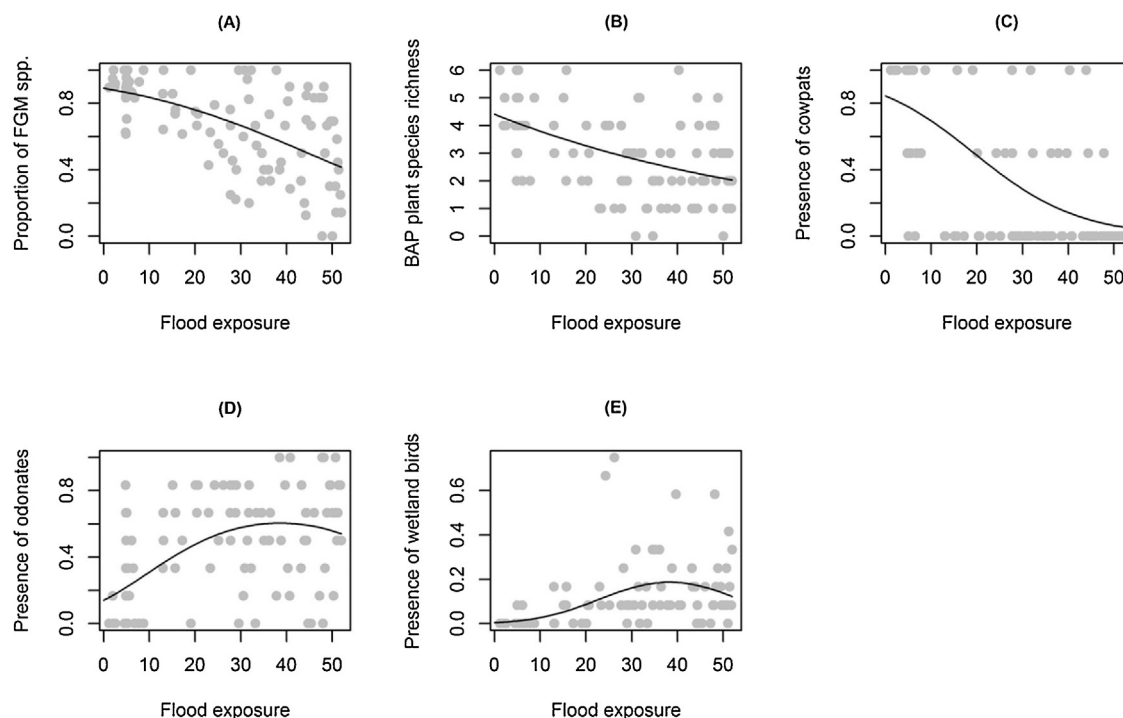 (A)
Proportion of FGM spp.
0.0 0.4 0.8
0 10 20 30 40 50
Flood exposure
(B)
BAP plant species richness
0 1 2 3 4 5 6
0 10 20 30 40 50
Flood exposure
(C)
Presence of cowpats
0.0 0.4 0.8
0 10 20 30 40 50
Flood exposure
(D)
Presence of odonates
0.0 0.4 0.8
0 10 20 30 40 50
Flood exposure
(E)
Presence of wetland birds
0.0 0.2 0.4 0.6
0 10 20 30 40 50
Flood exposure